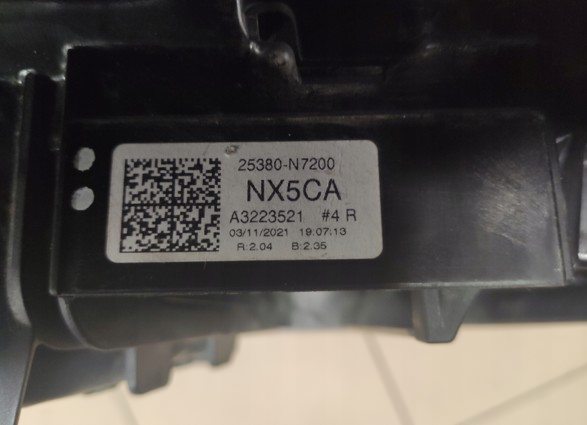 25380-N7200
NX5CA
A3223521 #4 R
03/11/2021 19:07:13
R:2.04 B:2.35